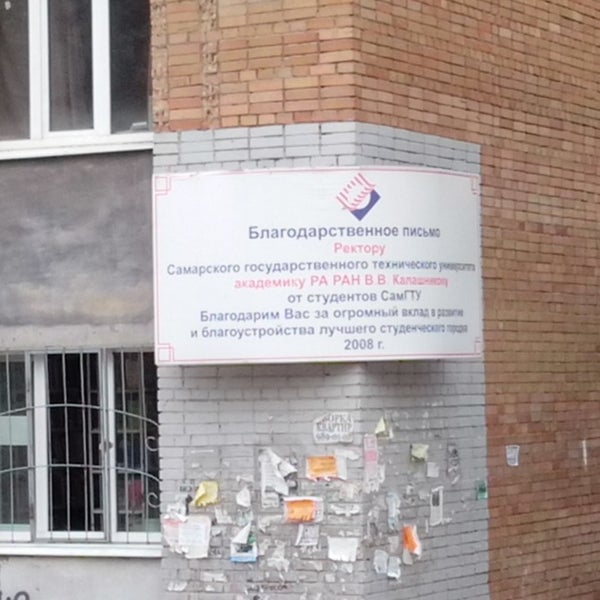 Благодарственное письмо
Ректору
Самарского государственного технического университета
академику РА РАН В.В. Калашникову
от студентов СамГТУ
Благодарим Вас за огромный вклад в развитие
и благоустройства лучшего студенческого городка
2008 г.
КВАРТИР